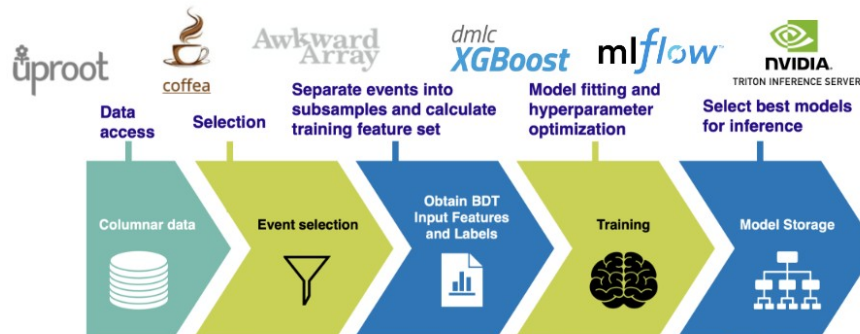 uproot
coffea
Awkward
Array
dmlc
XGBoost
mlflow™
NVIDIA
TRITON INFERENCE SERVER
Data
access
Selection
Separate events into
subsamples and calculate
training feature set
Model fitting and
hyperparameter
optimization
Select best models
for inference
Columnar data
Event selection
Obtain BDT
Input Features
and Labels
Training
Model Storage